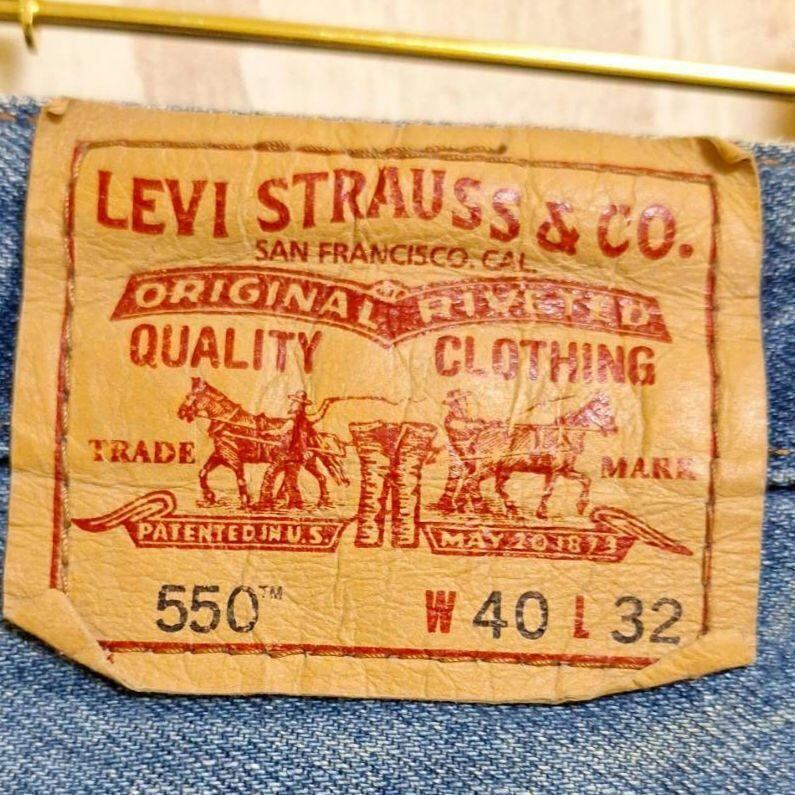 LEVI STRAUSS & CO.
SAN FRANCISCO. CAL.
ORIGINAL RIVETED
QUALITY CLOTHING
TRADE MARK
PATENTED IN U.S. MAY 20 1873
550™ W 40 L 32